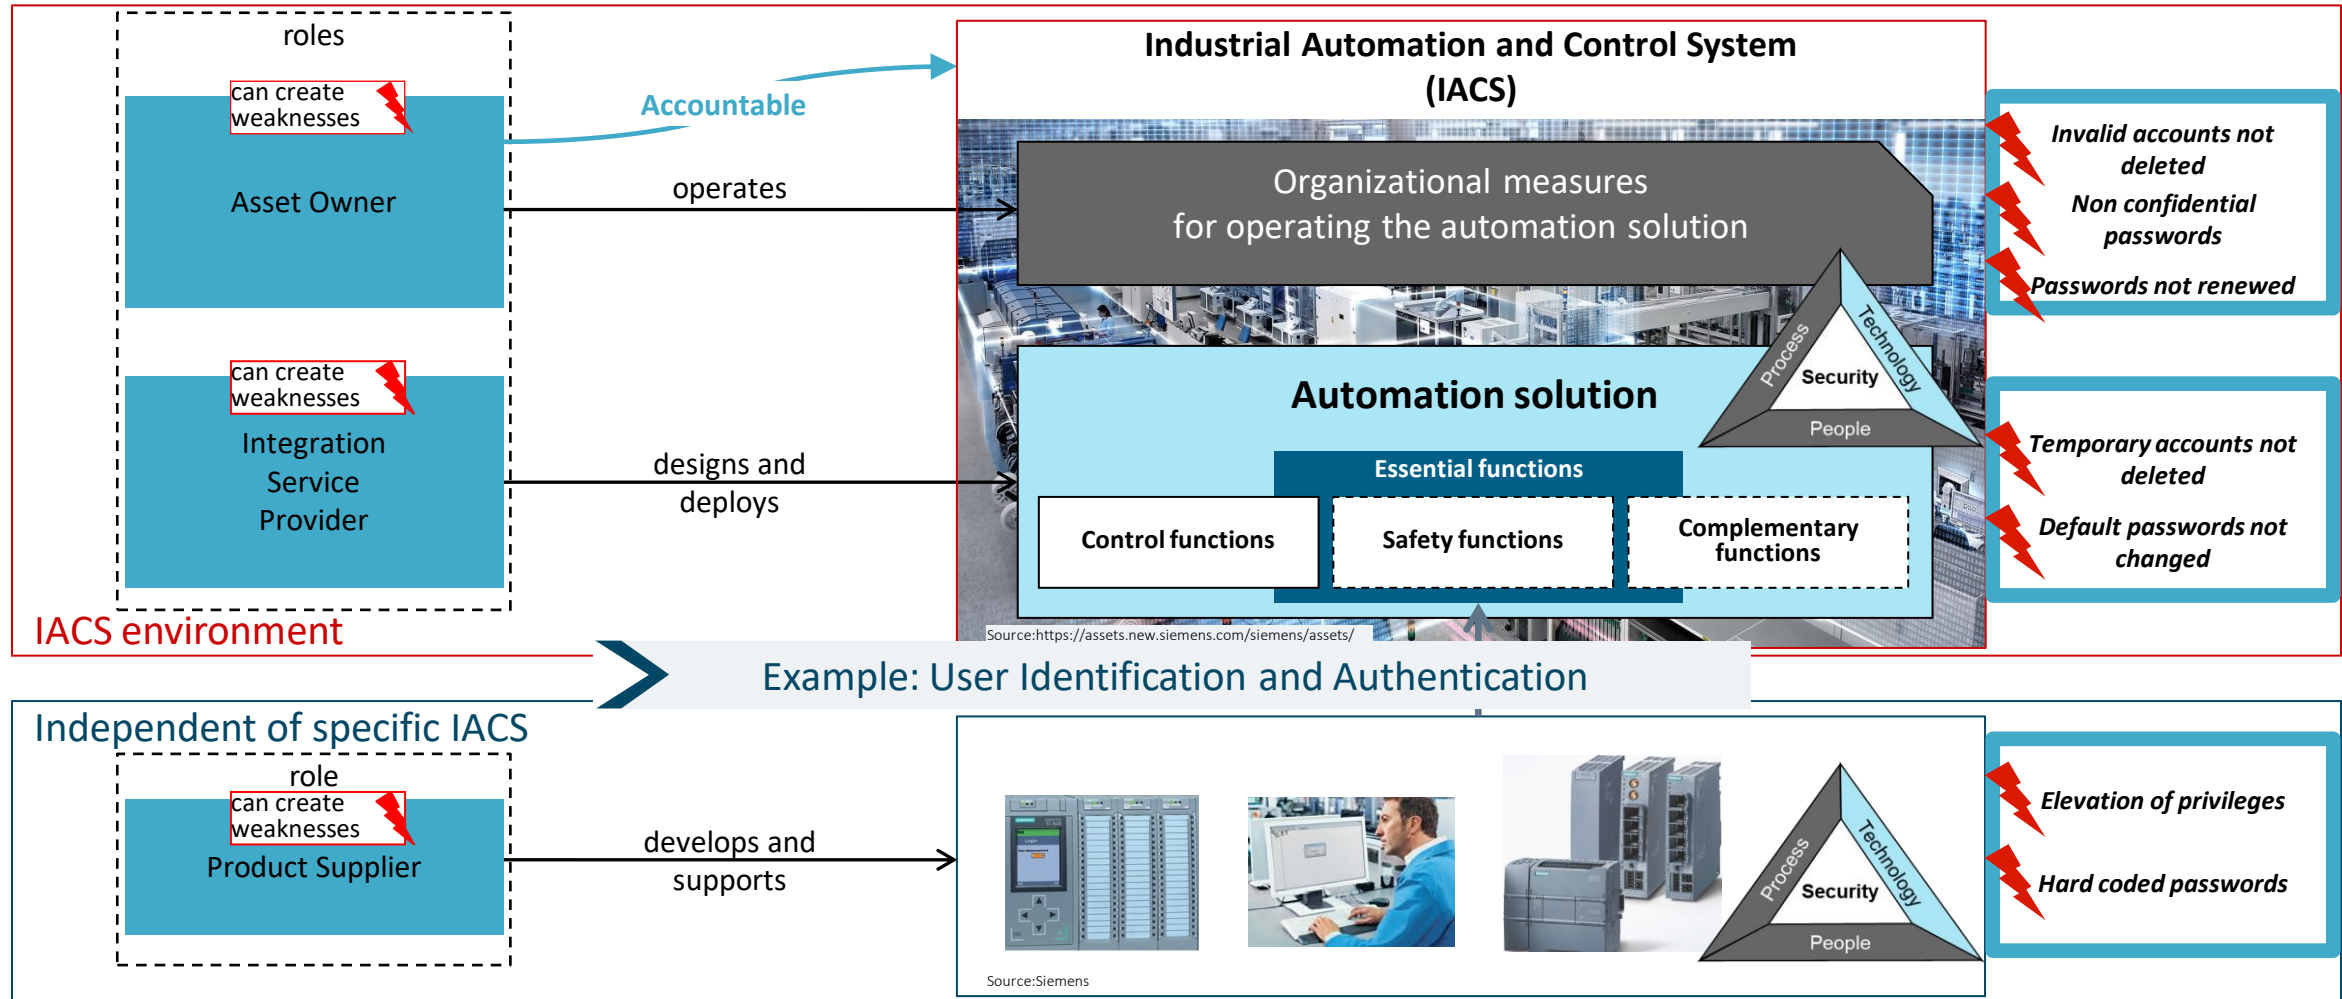 roles
can create
weaknesses
Asset Owner
Accountable
operates
can create
weaknesses
Integration
Service
Provider
designs and
deploys
IACS environment
Industrial Automation and Control System
(IACS)
Organizational measures
for operating the automation solution
Process
Technology
Security
People
Automation solution
Essential functions
Control functions
Safety functions
Complementary
functions
Source:https://assets.new.siemens.com/siemens/assets/
Invalid accounts not
deleted
Non confidential
passwords
Passwords not renewed
Temporary accounts not
deleted
Default passwords not
changed
Example: User Identification and Authentication
Independent of specific IACS
role
can create
weaknesses
Product Supplier
develops and
supports
Login
Process
Technology
Security
People
Source:Siemens
Elevation of privileges
Hard coded passwords